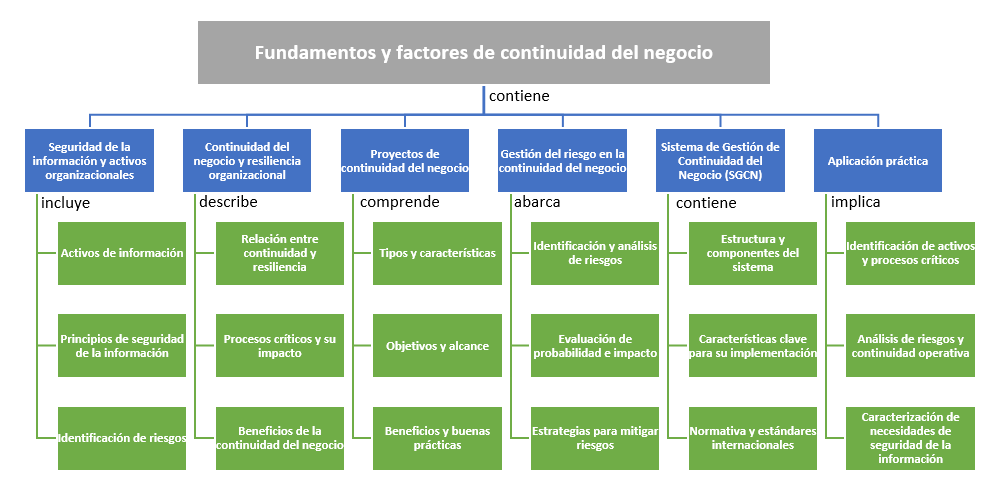 Fundamentos y factores de continuidad del negocio
contiene
Seguridad de la
información y activos
organizacionales
Continuidad del
negocio y resiliencia
organizacional
Proyectos de
continuidad del negocio
Gestión del riesgo en la
continuidad del negocio
Sistema de Gestión de
Continuidad del
Negocio (SGCN)
Aplicación práctica
incluye
describe
comprende
abarca
contiene
implica
Activos de información
Relación entre
continuidad y
resiliencia
Tipos y características
Identificación y análisis
de riesgos
Estructura y
componentes del
sistema
Identificación de activos
y procesos críticos
Principios de seguridad
de la información
Procesos críticos y su
impacto
Objetivos y alcance
Evaluación de
probabilidad e impacto
Características clave
para su implementación
Análisis de riesgos y
continuidad operativa
Identificación de riesgos
Beneficios de la
continuidad del negocio
Beneficios y buenas
prácticas
Estrategias para mitigar
riesgos
Normativa y estándares
internacionales
Caracterización de
necesidades de
seguridad de la
información